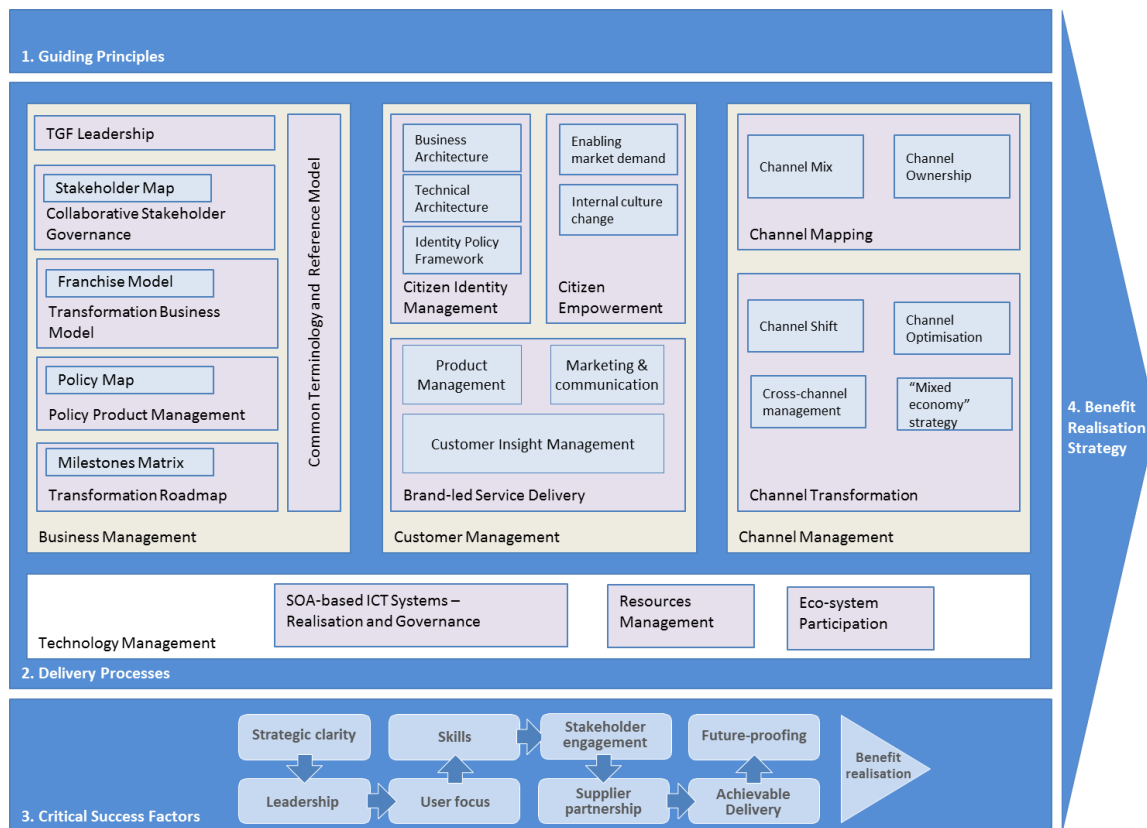 1. Guiding Principles
TGF Leadership
Stakeholder Map
Collaborative Stakeholder
Governance
Franchise Model
Transformation Business
Model
Policy Map
Policy Product Management
Milestones Matrix
Transformation Roadmap
Common Terminology and Reference Model
Business Management
Business
Architecture
Technical
Architecture
Identity Policy
Framework
Citizen Identity
Management
Enabling
market demand
Internal culture
change
Citizen
Empowerment
Product
Management
Marketing &
communication
Customer Insight Management
Brand-led Service Delivery
Customer Management
Channel Mix
Channel
Ownership
Channel Mapping
Channel Shift
Channel
Optimisation
Cross-channel
management
“Mixed
economy”
strategy
Channel Transformation
Channel Management
SOA-based ICT Systems –
Realisation and Governance
Resources
Management
Eco-system
Participation
Technology Management
2. Delivery Processes
Strategic clarity
Leadership
User focus
Skills
Stakeholder
engagement
Supplier
partnership
Achievable
Delivery
Future-proofing
Benefit
realisation
3. Critical Success Factors
4. Benefit
Realisation
Strategy